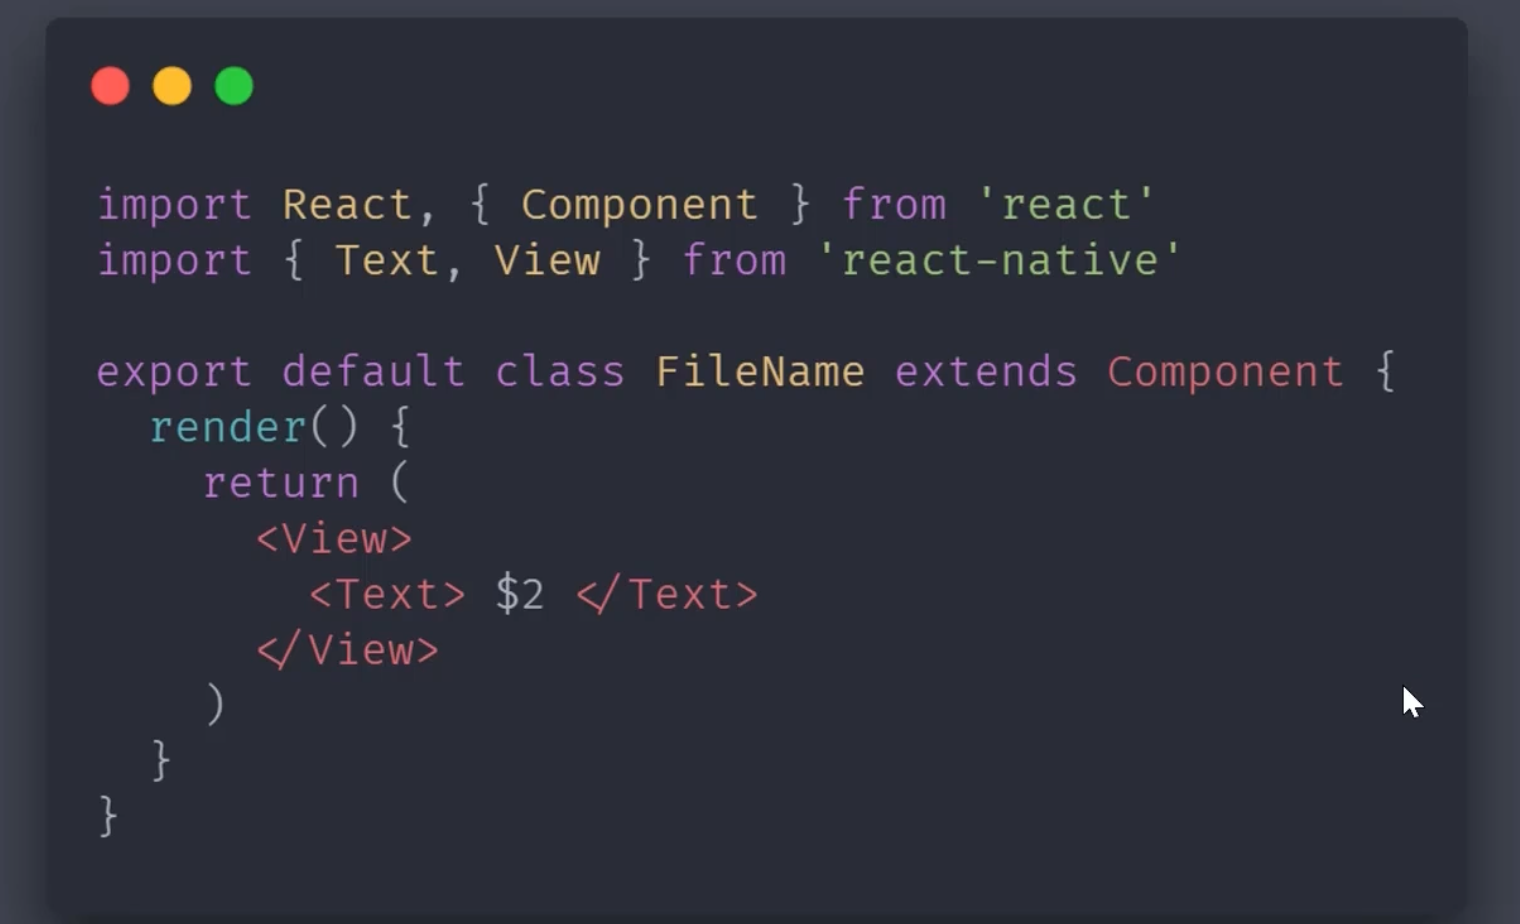 import React, { Component } from 'react'
import { Text, View } from 'react-native'

export default class FileName extends Component {
  render() {
    return (
      <View>
        <Text> $2 </Text>
      </View>
    )
  }
}